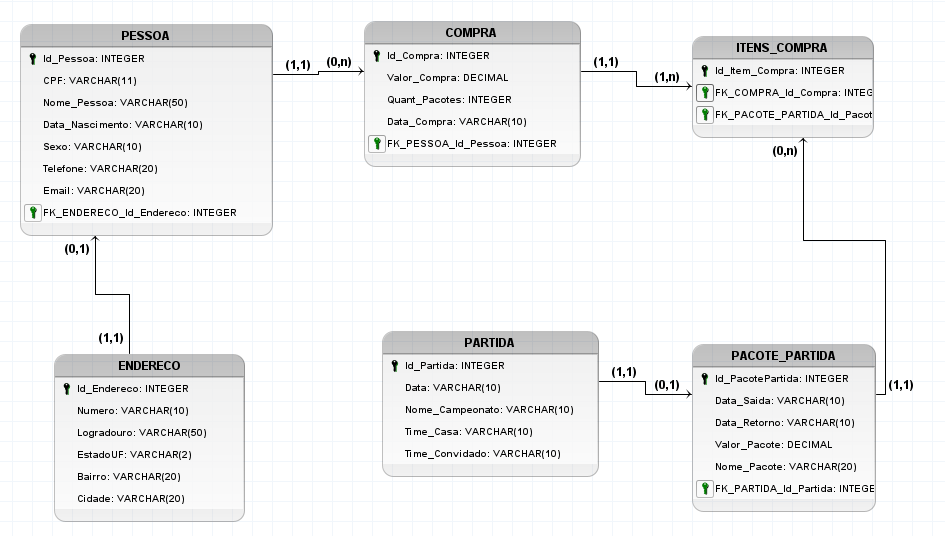 PESSOA
Id_Pessoa: INTEGER
CPF: VARCHAR(11)
Nome_Pessoa: VARCHAR(50)
Data_Nascimento: VARCHAR(10)
Sexo: VARCHAR(10)
Telefone: VARCHAR(20)
Email: VARCHAR(20)
FK_ENDERECO_Id_Endereco: INTEGER
(1,1)
(0,n)
COMPRA
Id_Compra: INTEGER
Valor_Compra: DECIMAL
Quant_Pacotes: INTEGER
Data_Compra: VARCHAR(10)
FK_PESSOA_Id_Pessoa: INTEGER
(1,1)
(1,n)
ITENS_COMPRA
Id_Item_Compra: INTEGER
FK_COMPRA_Id_Compra: INTEG
FK_PACOTE_PARTIDA_Id_Pacot
(0,n)
(0,1)
(1,1)
ENDERECO
Id_Endereco: INTEGER
Numero: VARCHAR(10)
Logradouro: VARCHAR(50)
EstadoUF: VARCHAR(2)
Bairro: VARCHAR(20)
Cidade: VARCHAR(20)
PARTIDA
Id_Partida: INTEGER
Data: VARCHAR(10)
Nome_Campeonato: VARCHAR(10)
Time_Casa: VARCHAR(10)
Time_Convidado: VARCHAR(10)
(1,1)
(0,1)
PACOTE_PARTIDA
Id_PacotePartida: INTEGER
Data_Saida: VARCHAR(10)
Data_Retorno: VARCHAR(10)
Valor_Pacote: DECIMAL
Nome_Pacote: VARCHAR(20)
FK_PARTIDA_Id_Partida: INTEGE
(1,1)